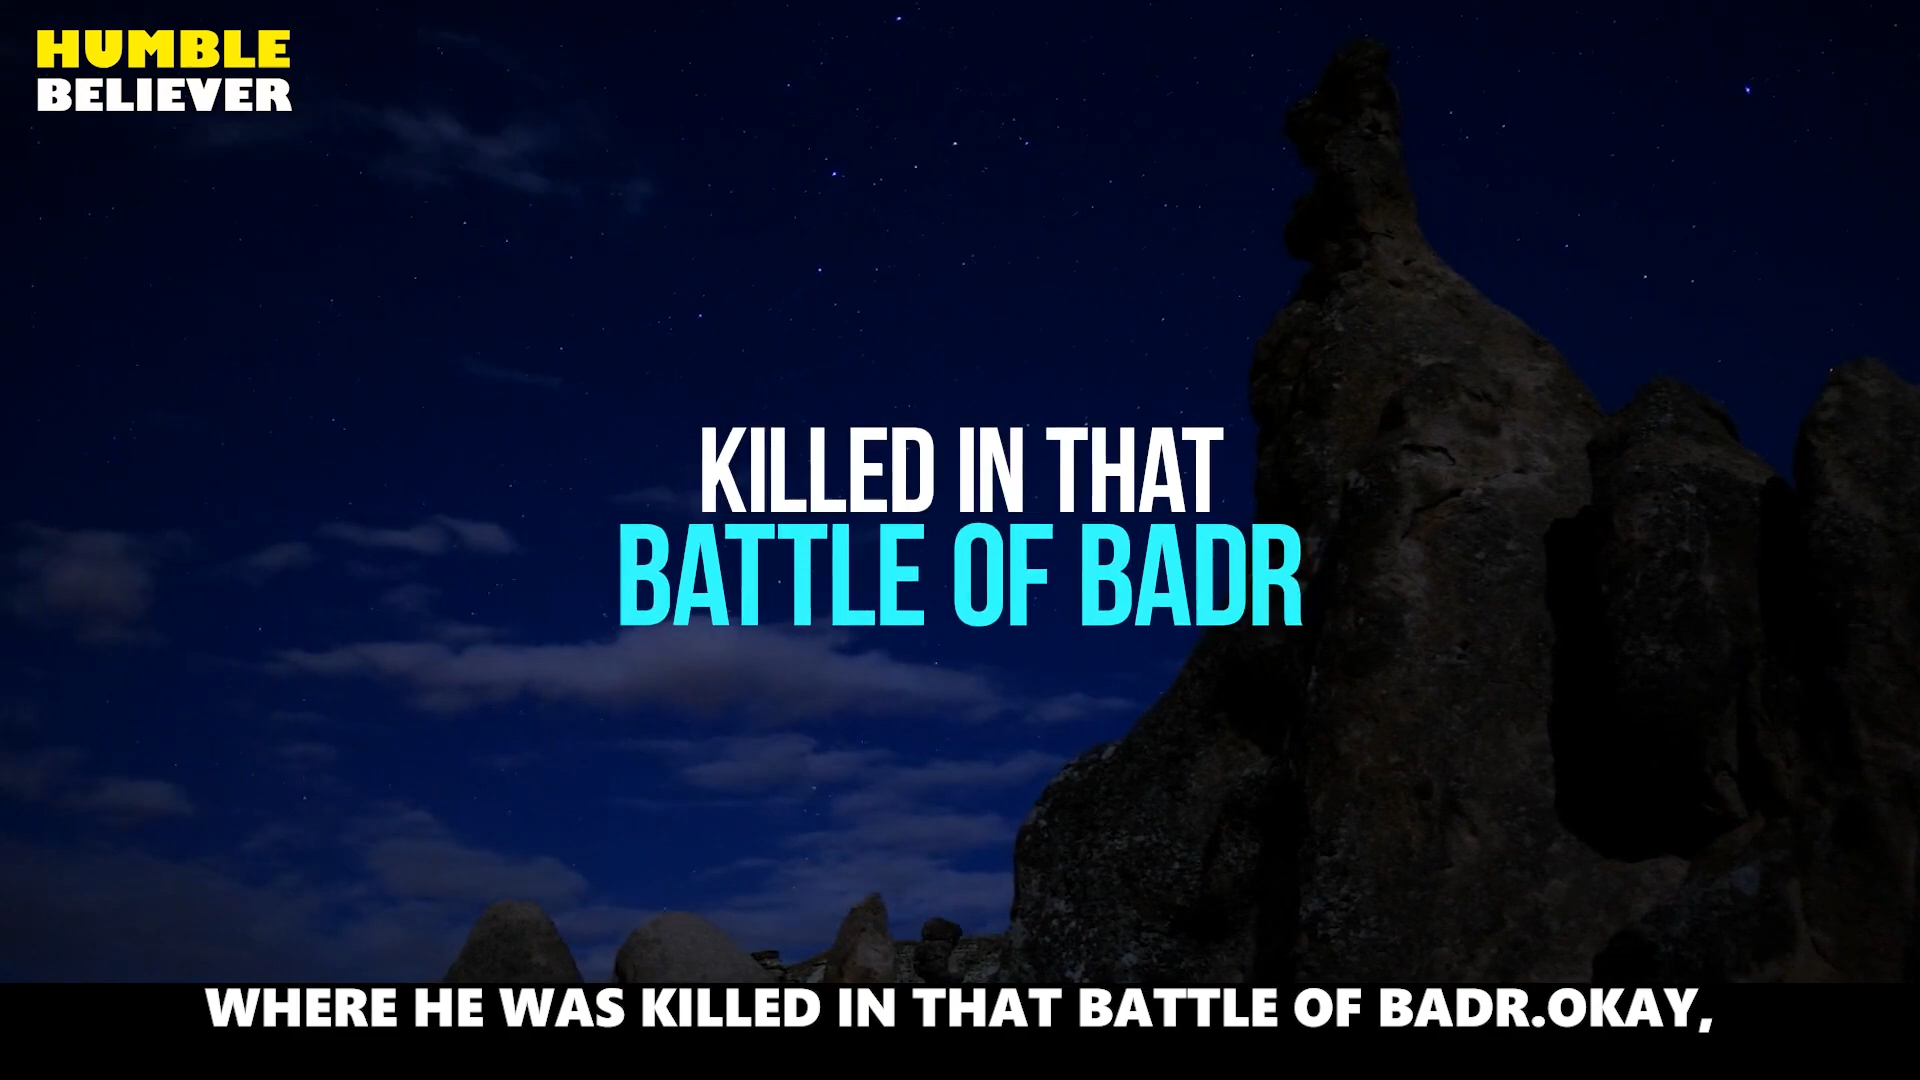 HUMBLE
BELIEVER
KILLED IN THAT
BATTLE OF BADR
WHERE HE WAS KILLED IN THAT BATTLE OF BADR.OKAY,